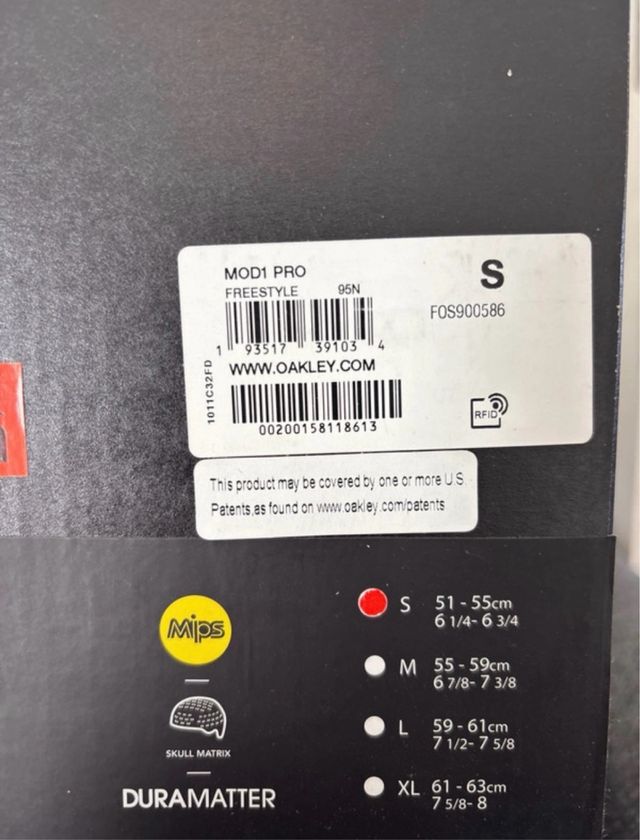 MOD1 PRO
S
FREESTYLE 95N
FOS900586
1 93517 39103 4
WWW.OAKLEY.COM
1011C32FD
RFID
00200158118613
This product may be covered by one or more U.S.
Patents,as found on www.oakley.com/patents
Mips
S 51 - 55cm
6 1/4- 6 3/4
M 55 - 59cm
6 7/8- 7 3/8
SKULL MATRIX
L 59 - 61cm
7 1/2- 7 5/8
DURAMATTER
XL 61 - 63cm
7 5/8- 8